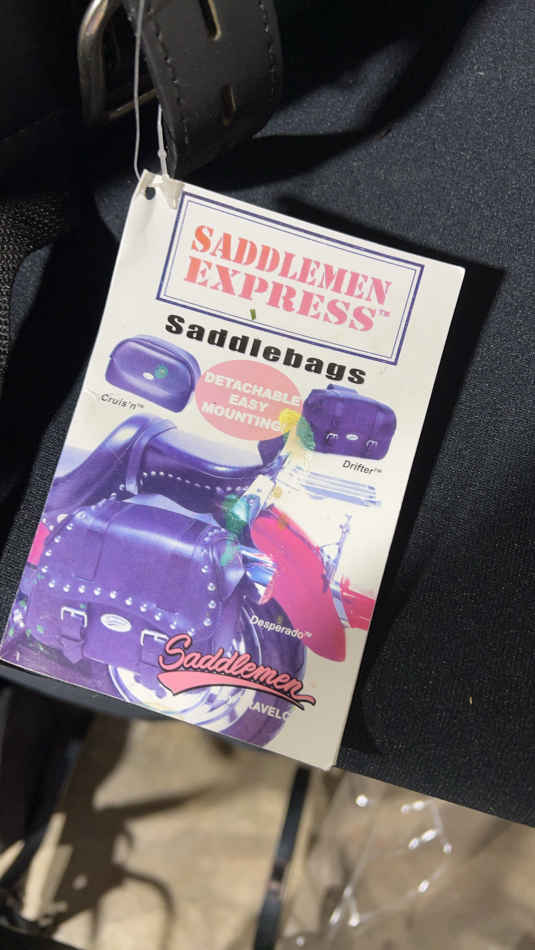 SADDLEMEN
EXPRESS™
Saddlebags
DETACHABLE
EASY
MOUNTING
Cruis'n™
Drifter™
Desperado™
Saddlemen